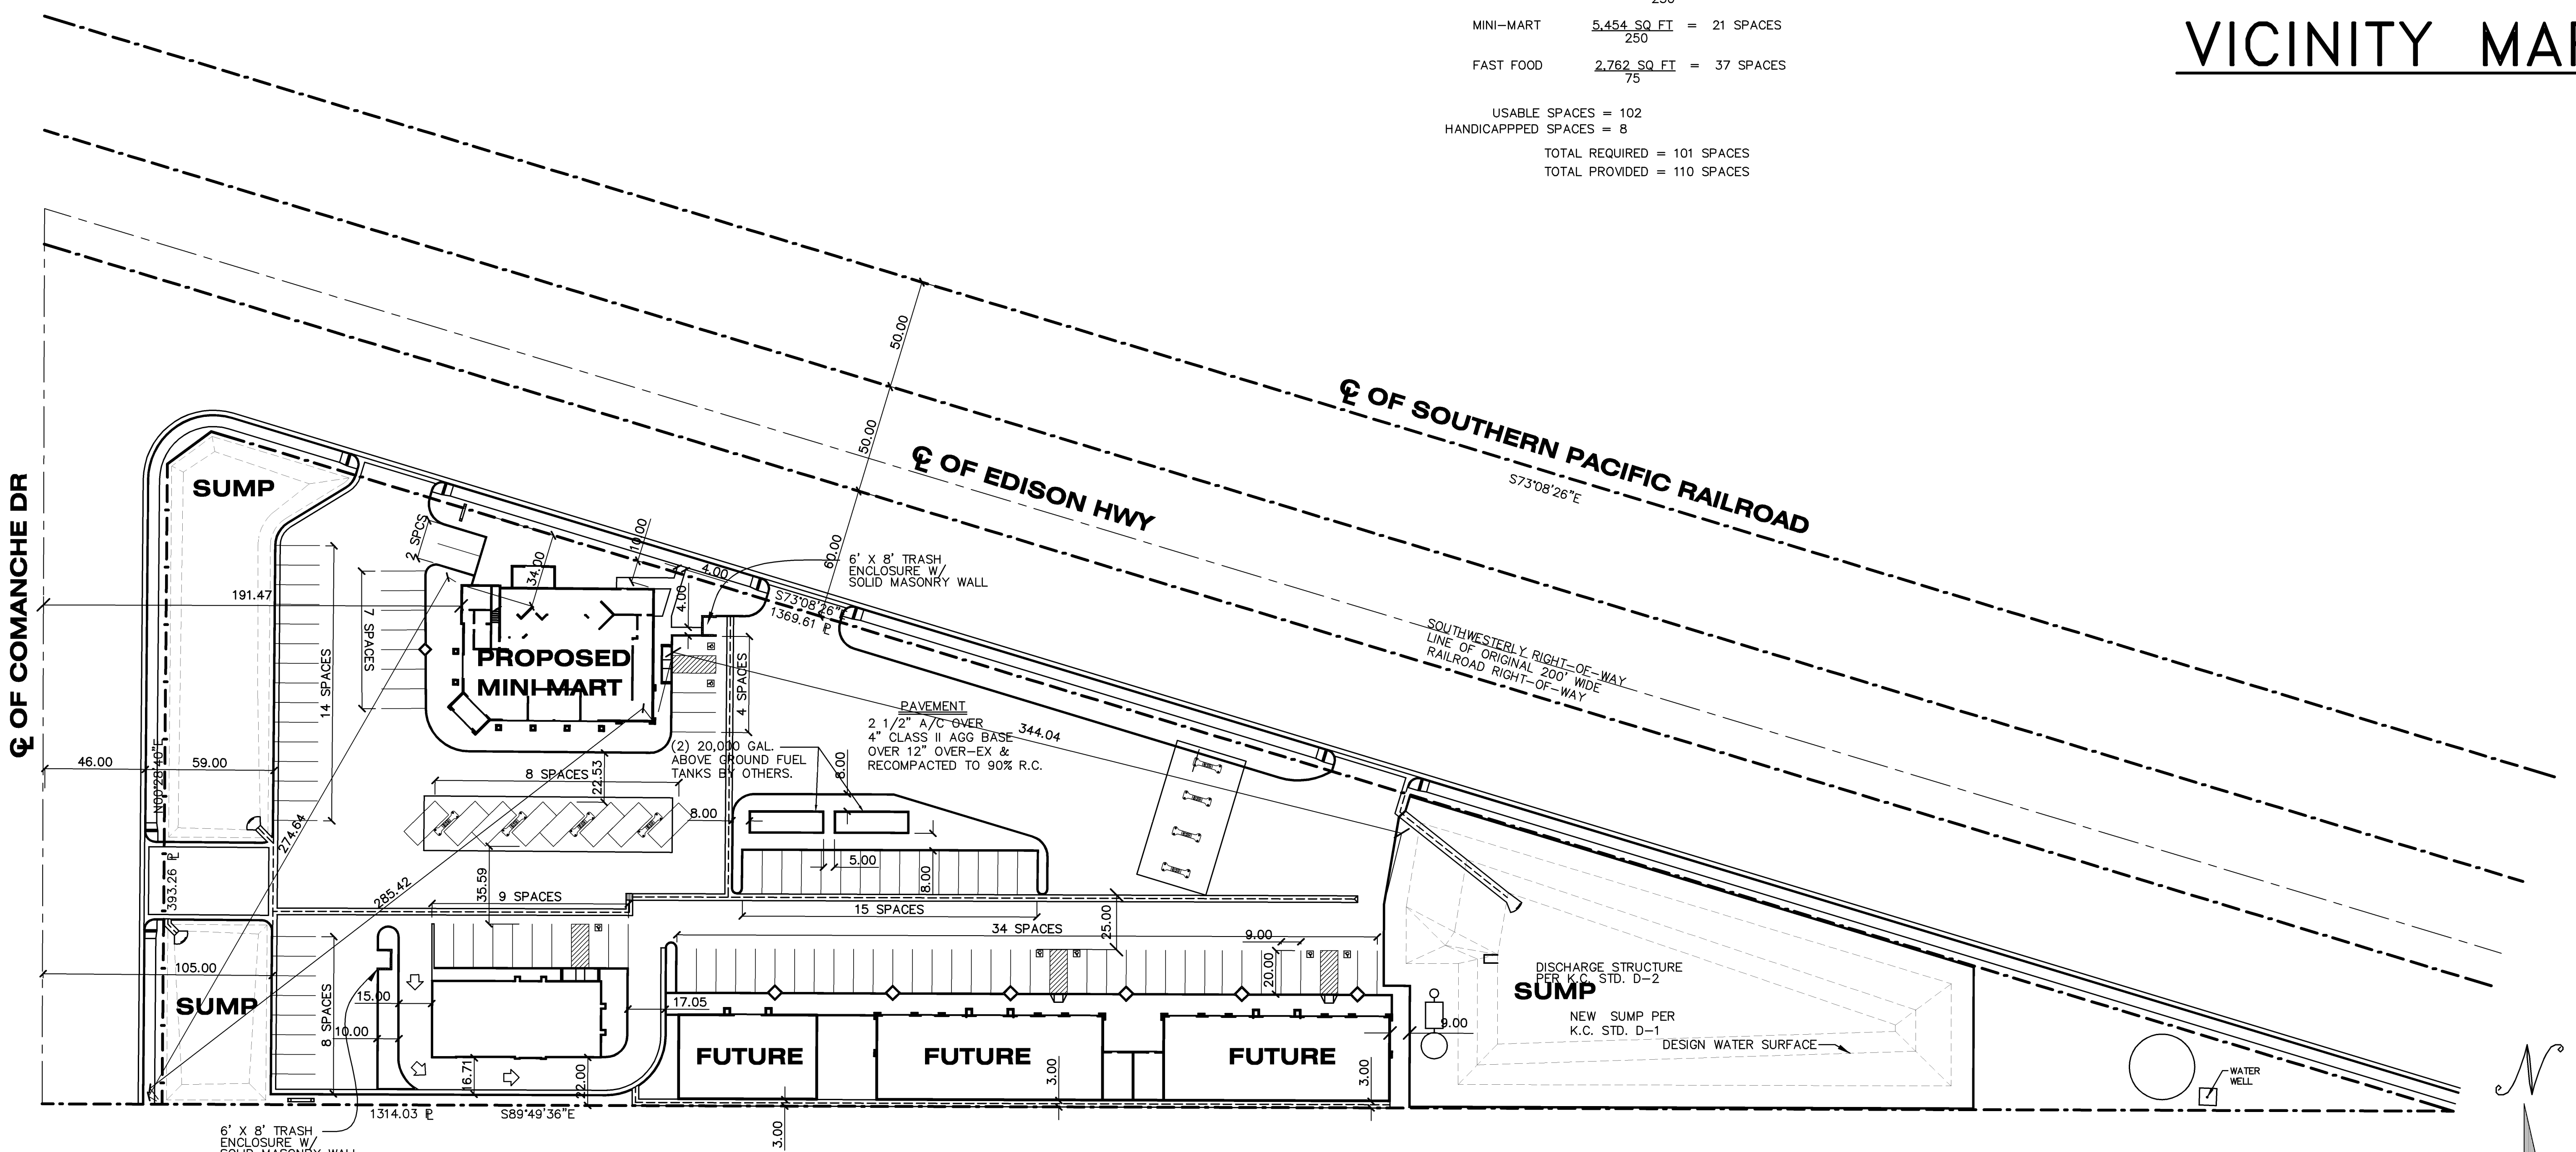 250
MINI-MART 5,454 SQ FT = 21 SPACES
250
FAST FOOD 2,762 SQ FT = 37 SPACES
75
USABLE SPACES = 102
HANDICAPPPED SPACES = 8
TOTAL REQUIRED = 101 SPACES
TOTAL PROVIDED = 110 SPACES
VICINITY MAP
50.00
50.00
60.00
℄ OF SOUTHERN PACIFIC RAILROAD
S73°08'26"E
℄ OF EDISON HWY
SOUTHWESTERLY RIGHT-OF-WAY
LINE OF ORIGINAL 200' WIDE
RAILROAD RIGHT-OF-WAY
℄ OF COMANCHE DR
SUMP
2 SPCS
34.00
10.00
4.00
4.00
6' X 8' TRASH
ENCLOSURE W/
SOLID MASONRY WALL
S73°08'26"
1369.61 ℄
191.47
7 SPACES
14 SPACES
PROPOSED
MINI-MART
4 SPACES
PAVEMENT
2 1/2" A/C OVER
4" CLASS II AGG BASE
OVER 12" OVER-EX &
RECOMPACTED TO 90% R.C.
344.04
(2) 20,000 GAL.
ABOVE GROUND FUEL
TANKS BY OTHERS.
46.00
59.00
N00°28'40"E
8 SPACES
22.53
8.00
8.00
274.64
5.00
8.00
393.26 ℄
285.42
35.59
9 SPACES
15 SPACES
34 SPACES
25.00
9.00
20.00
105.00
SUMP
8 SPACES
15.00
10.00
17.05
16.71
22.00
FUTURE
FUTURE
FUTURE
3.00
3.00
3.00
9.00
DISCHARGE STRUCTURE
PER K.C. STD. D-2
SUMP
NEW SUMP PER
K.C. STD. D-1
DESIGN WATER SURFACE
WATER
WELL
N
1314.03 ℄
S89°49'36"E
6' X 8' TRASH
ENCLOSURE W/
SOLID MASONRY WALL